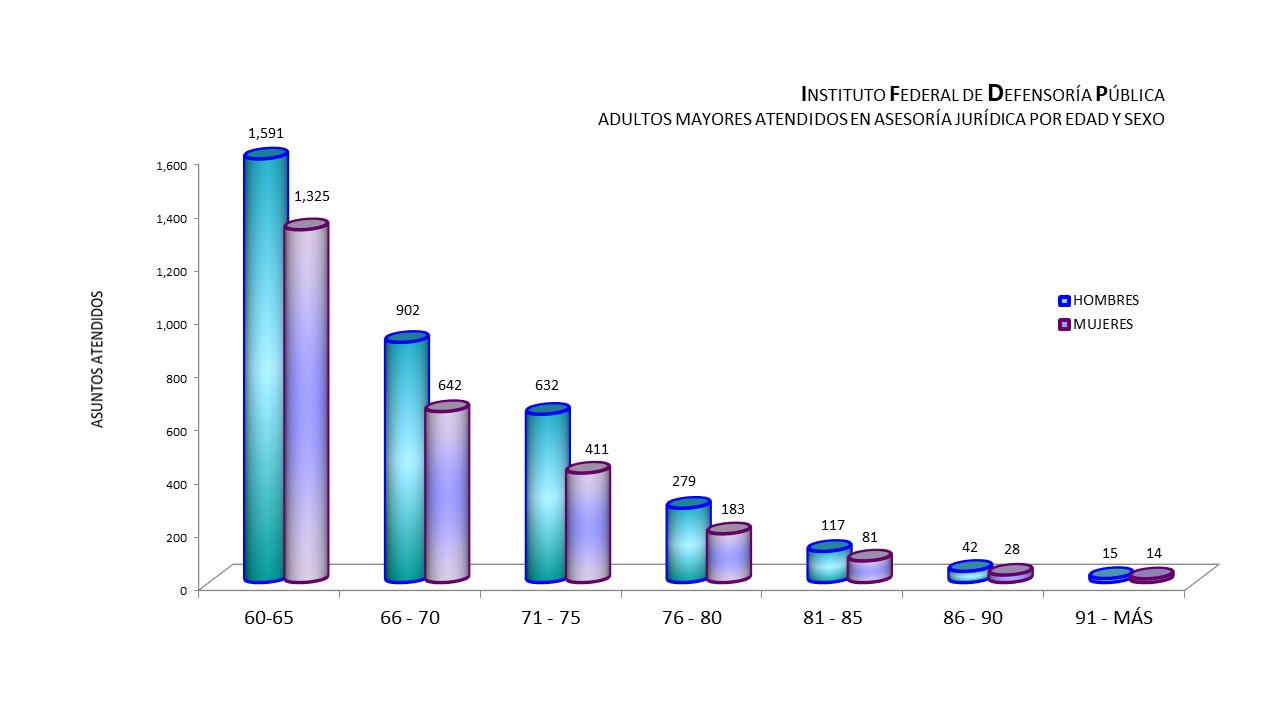 INSTITUTO FEDERAL DE DEFENSORÍA PÚBLICA
ADULTOS MAYORES ATENDIDOS EN ASESORÍA JURÍDICA POR EDAD Y SEXO
ASUNTOS ATENDIDOS
1,600
1,400
1,200
1,000
800
600
400
200
0
1,591
1,325
902
642
632
411
279
183
117
81
42
28
15
14
60-65
66 - 70
71 - 75
76 - 80
81 - 85
86 - 90
91 - MÁS
HOMBRES
MUJERES